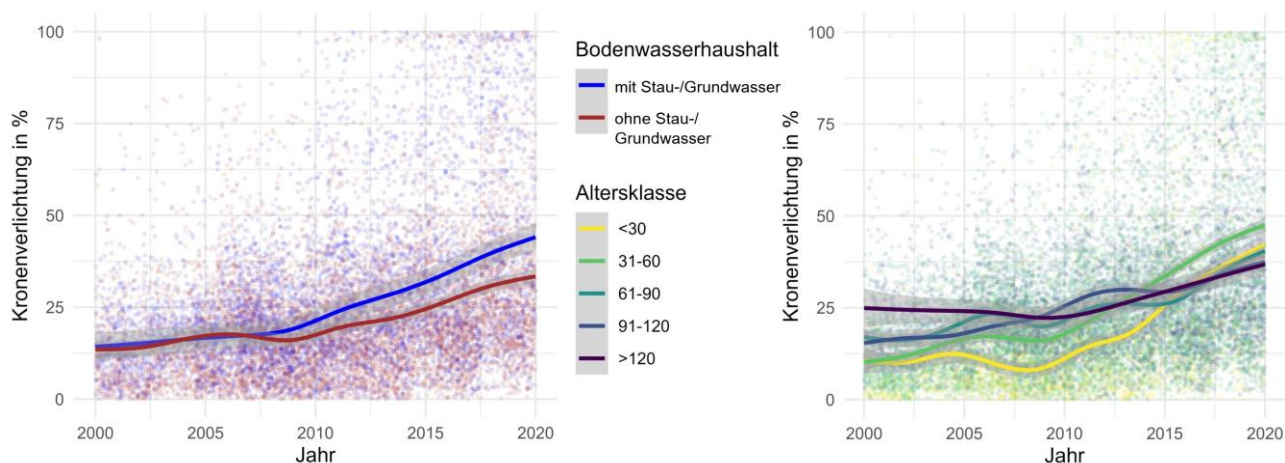 Kronenverlichtung in %
100
75
50
25
0
2000 2005 2010 2015 2020
Jahr
Bodenwasserhaushalt
mit Stau-/Grundwasser
ohne Stau-/
Grundwasser
Altersklasse
<30
31-60
61-90
91-120
>120
Kronenverlichtung in %
100
75
50
25
0
2000 2005 2010 2015 2020
Jahr